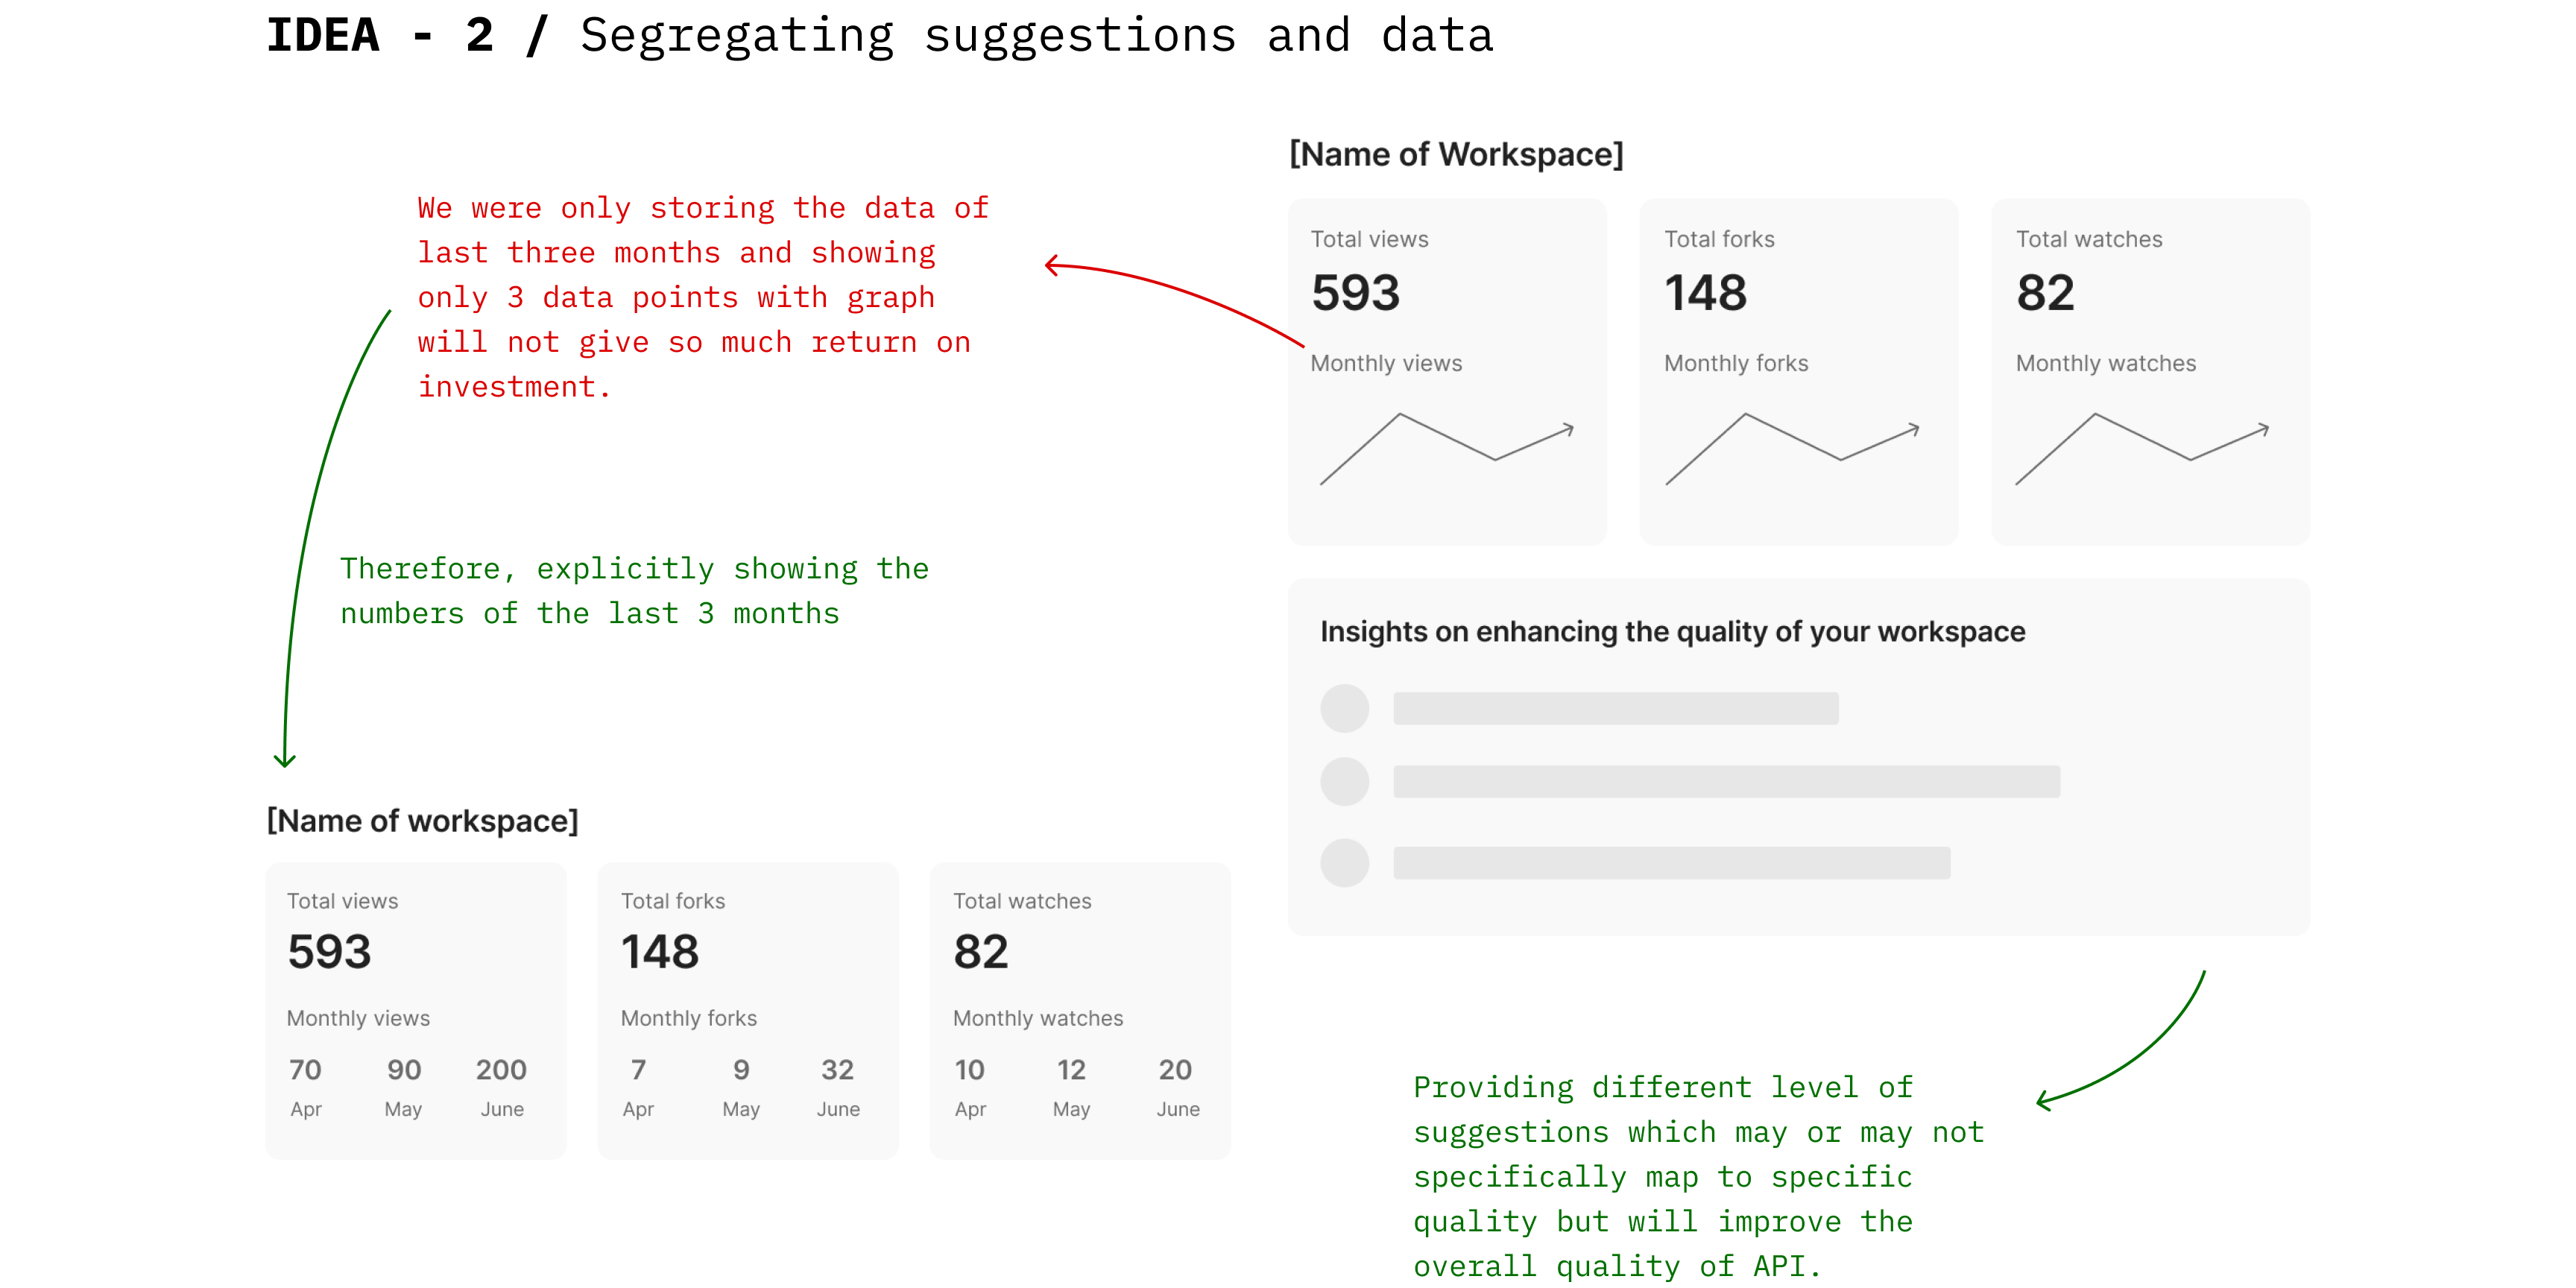 IDEA - 2 / Segregating suggestions and data
We were only storing the data of
last three months and showing
only 3 data points with graph
will not give so much return on
investment.
Therefore, explicitly showing the
numbers of the last 3 months
[Name of Workspace]
Total views
593
Monthly views
Total forks
148
Monthly forks
Total watches
82
Monthly watches
Insights on enhancing the quality of your workspace
[Name of workspace]
Total views
593
Monthly views
70 90 200
Apr May June
Total forks
148
Monthly forks
7 9 32
Apr May June
Total watches
82
Monthly watches
10 12 20
Apr May June
Providing different level of
suggestions which may or may not
specifically map to specific
quality but will improve the
overall quality of API.